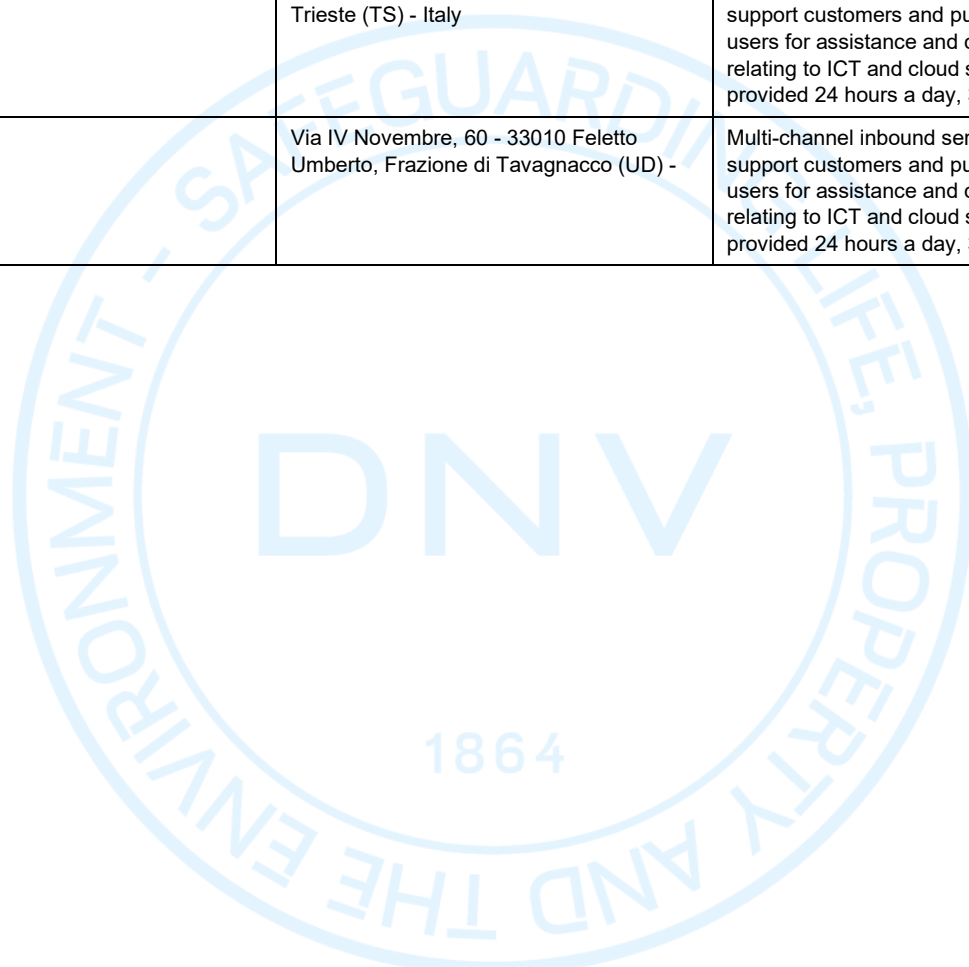 Trieste (TS) - Italy
support customers and pu
users for assistance and
relating to ICT and cloud
provided 24 hours a day,
Via IV Novembre, 60 - 33010 Feletto
Umberto, Frazione di Tavagnacco (UD) -
Multi-channel inbound ser
support customers and pu
users for assistance and
relating to ICT and cloud
provided 24 hours a day,
SAFEGUARDING LIFE, PROPERTY AND THE ENVIRONMENT -
DNV
1864